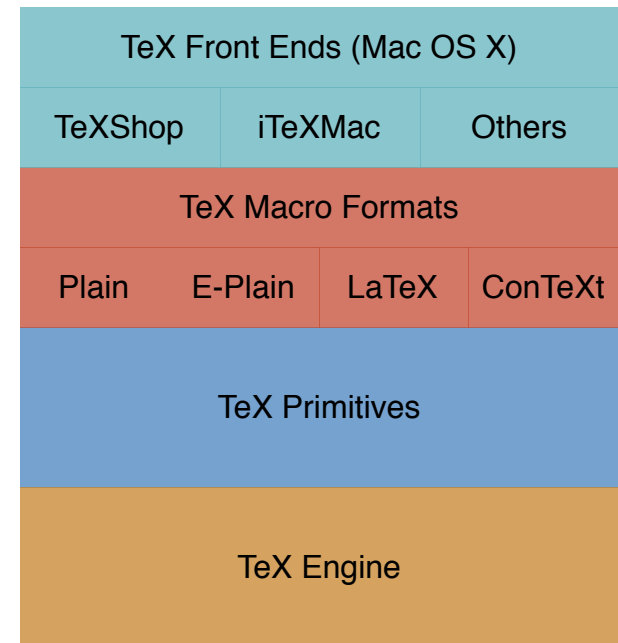 TeX Front Ends (Mac OS X)
TeXShop iTeXMac Others
TeX Macro Formats
Plain E-Plain LaTeX ConTeXt
TeX Primitives
TeX Engine